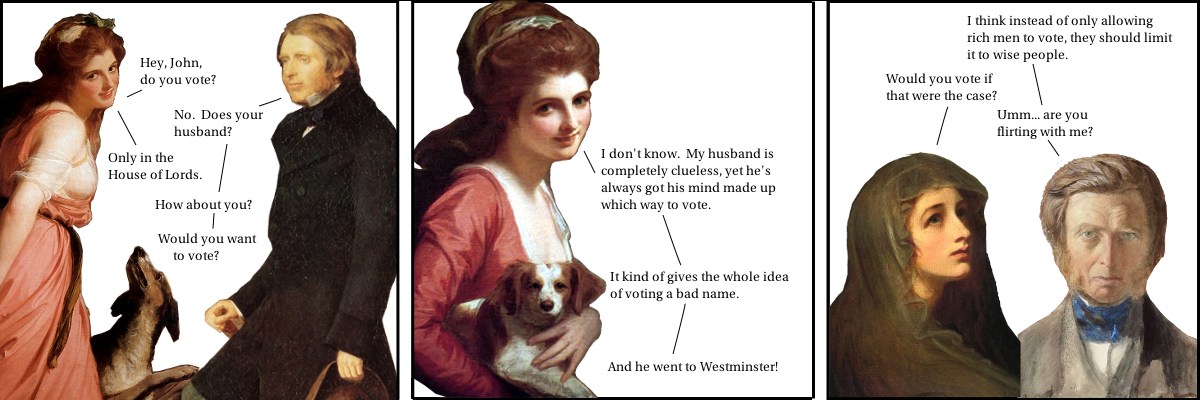 Hey, John,
do you vote?
No.  Does your
husband?
Only in the
House of Lords.
How about you?
Would you want
to vote?
I don't know.  My husband is
completely clueless, yet he's
always got his mind made up
which way to vote.
It kind of gives the whole idea
of voting a bad name.
And he went to Westminster!
I think instead of only allowing
rich men to vote, they should limit
it to wise people.
Would you vote if
that were the case?
Umm... are you
flirting with me?